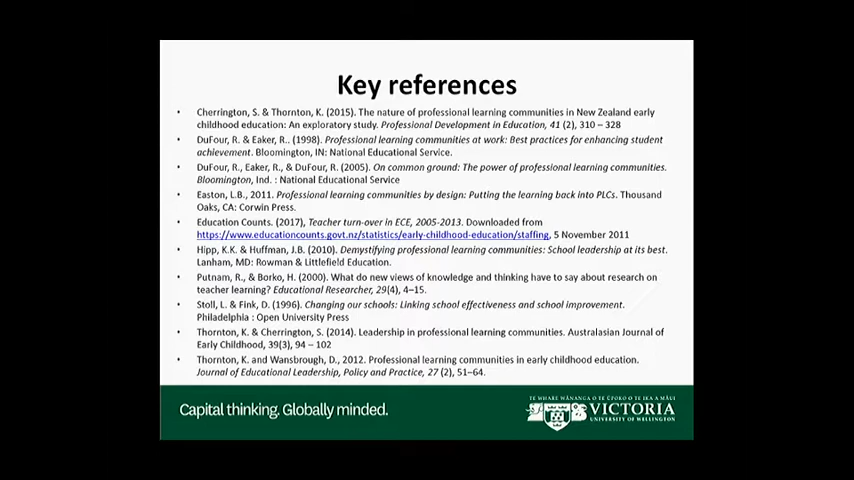 Key references
• Cherrington, S. & Thornton, K. (2015). The nature of professional learning communities in New Zealand early
childhood education: An exploratory study. Professional Development in Education, 41 (2), 310 – 328
• DuFour, R. & Eaker, R.. (1998). Professional learning communities at work: Best practices for enhancing student
achievement. Bloomington, IN: National Educational Service.
• DuFour, R., Eaker, R., & DuFour, R. (2005). On common ground: The power of professional learning communities.
Bloomington, Ind. : National Educational Service
• Easton, L.B., 2011. Professional learning communities by design: Putting the learning back into PLCs. Thousand
Oaks, CA: Corwin Press.
• Education Counts. (2017), Teacher turn-over in ECE, 2005-2013. Downloaded from
https://www.educationcounts.govt.nz/statistics/early-childhood-education/staffing, 5 November 2011
• Hipp, K.K. & Huffman, J.B. (2010). Demystifying professional learning communities: School leadership at its best.
Lanham, MD: Rowman & Littlefield Education.
• Putnam, R., & Borko, H. (2000). What do new views of knowledge and thinking have to say about research on
teacher learning? Educational Researcher, 29(4), 4–15.
• Stoll, L. & Fink, D. (1996). Changing our schools: Linking school effectiveness and school improvement.
Philadelphia : Open University Press
• Thornton, K. & Cherrington, S. (2014). Leadership in professional learning communities. Australasian Journal of
Early Childhood, 39(3), 94 – 102
• Thornton, K. and Wansbrough, D., 2012. Professional learning communities in early childhood education.
Journal of Educational Leadership, Policy and Practice, 27 (2), 51–64.
Capital thinking. Globally minded.
TE WHARE WĀNANGA O TE ŪPOKO O TE IKA A MĀUI
VICTORIA
UNIVERSITY OF WELLINGTON